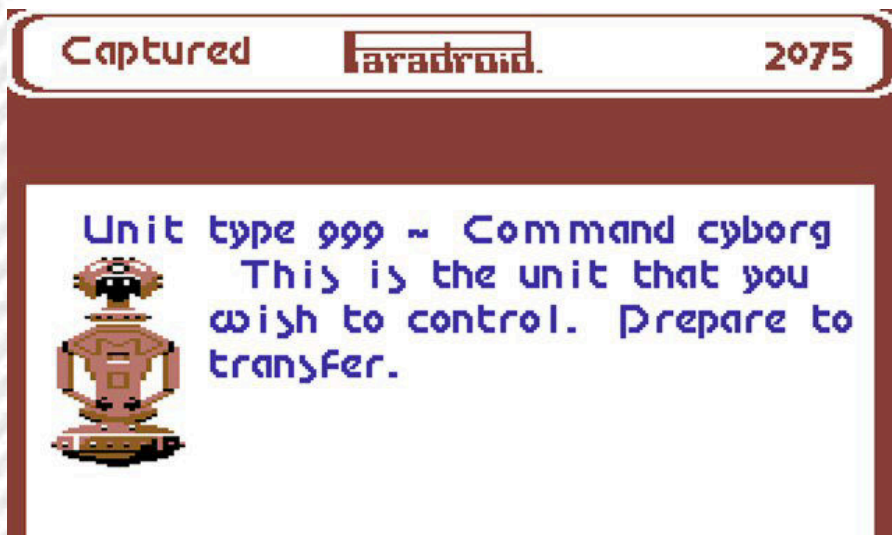 Captured Paradroid. 2075
Unit type 999 ~ Command cyborg
This is the unit that you
wish to control. Prepare to
transfer.